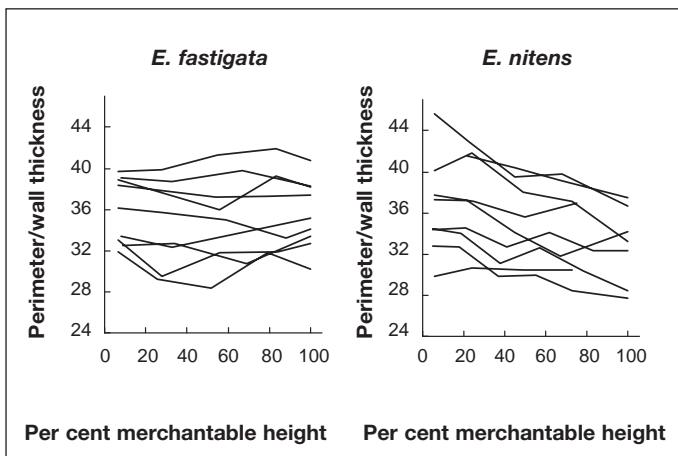 E. fastigata
E. nitens
Perimeter/wall thickness
44
40
36
32
28
24
0 20 40 60 80 100
Per cent merchantable height
Perimeter/wall thickness
44
40
36
32
28
24
0 20 40 60 80 100
Per cent merchantable height